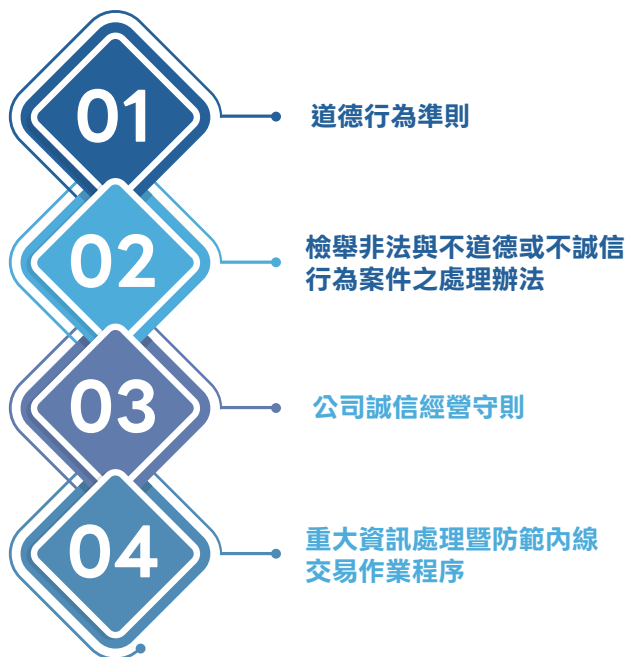 01
道德行為準則
02
檢舉非法與不道德或不誠信
行為案件之處理辦法
03
公司誠信經營守則
04
重大資訊處理暨防範內線
交易作業程序